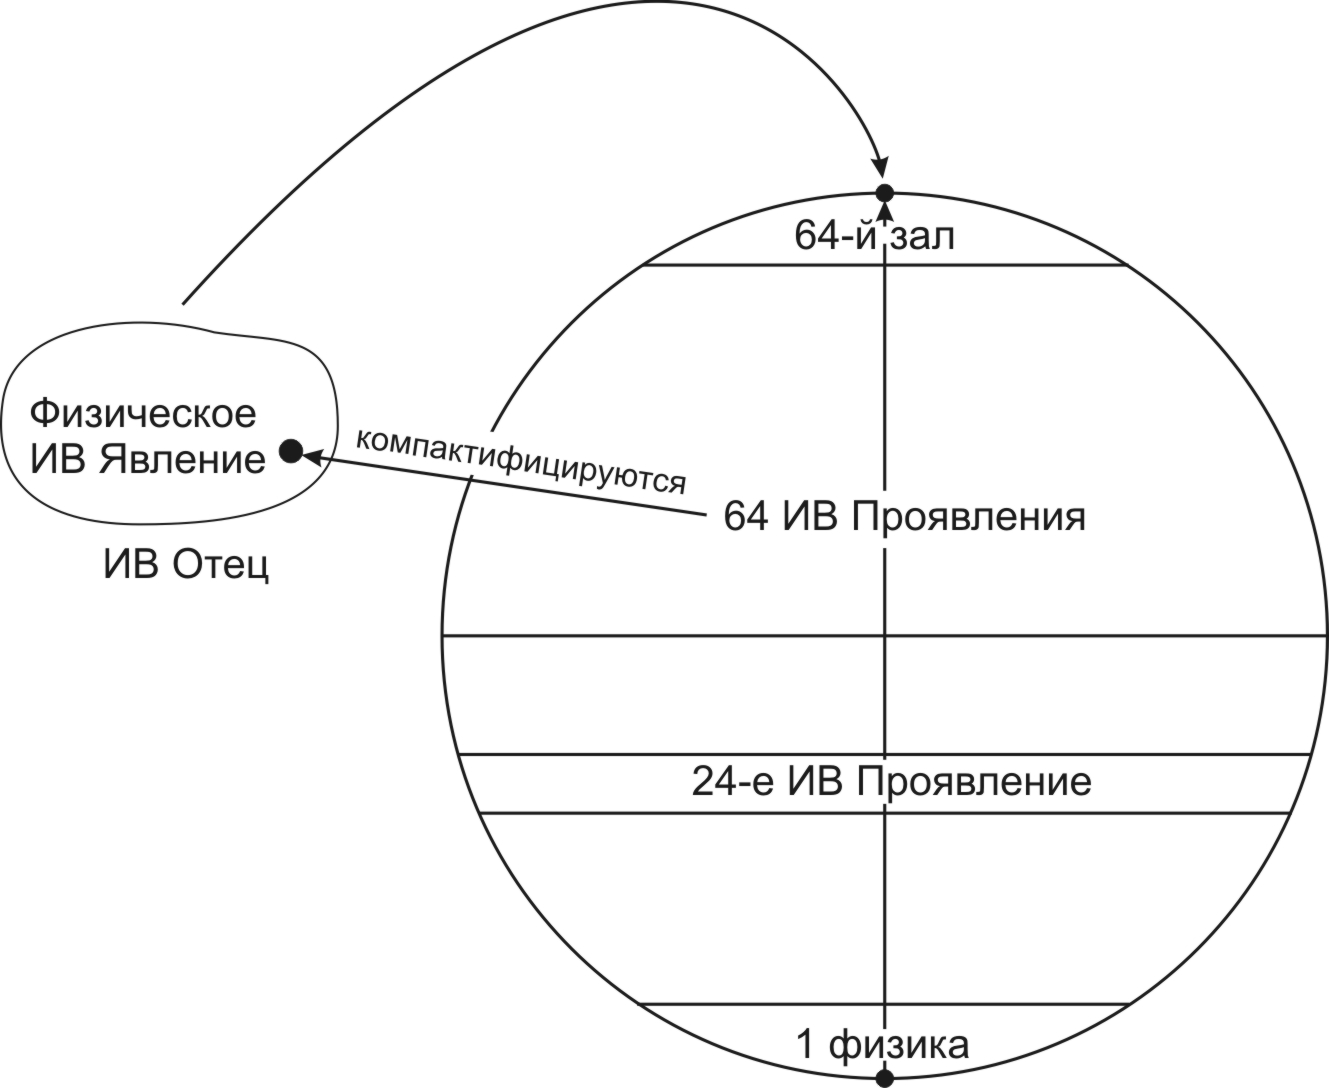 64-й зал
Физическое
ИВ Явление
компактифицируются
64 ИВ Проявления
ИВ Отец
24-е ИВ Проявление
1 физика